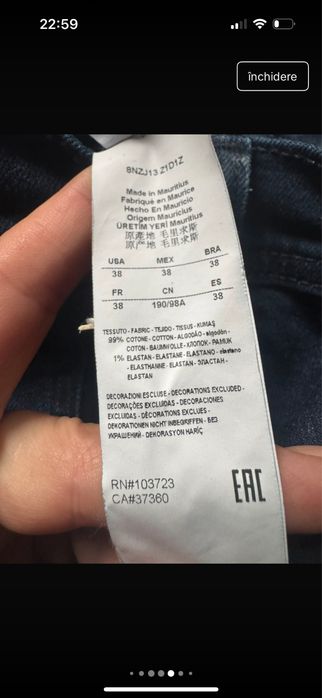 22:59
închidere
8NZJ13 Z1D1Z
Made in Mauritius
Fabriqué en Maurice
Hecho En Mauricio
Origem Mauricius
ÜRETİM YERİ Mauritius
原產地 毛里求斯
原产地 毛里求斯
USA MEX BRA
38 38 38
FR CN ES
38 190/98A 38
TESSUTO - FABRIC - TEJIDO - TISSUS - KUMAŞ
99% COTONE - COTTON - ALGODÃO - algodón -
COTON - BAUMWOLLE - ХЛОПОК - PAMUK
1% ELASTAN - ELASTANE - ELASTANO - elastano
- ELASTHANNE - ELASTAN - ЭЛАСТАН -
ELASTAN
DECORAZIONI ESCLUSE - DECORATIONS EXCLUDED -
DECORAÇÕES EXCLUÍDAS - DECORACIONES
EXCLUIDAS - DÉCORATIONS EXCLUES -
DEKORATIONEN NICHT INBEGRIFFEN - БЕЗ
УКРАШЕНИЙ - DEKORASYON HARİÇ
RN#103723
CA#37360
EAC